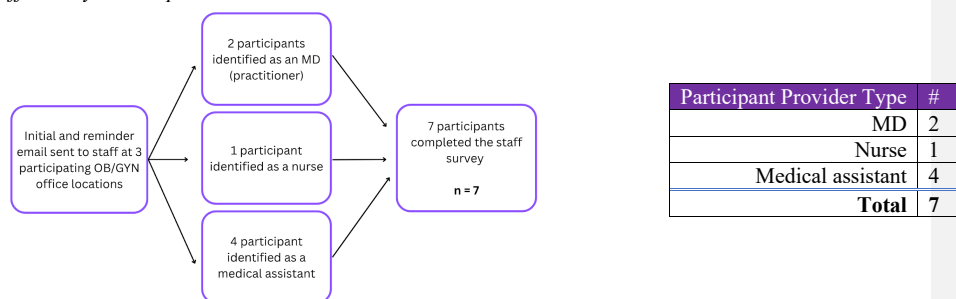 Initial and reminder
email sent to staff at 3
participating OB/GYN
office locations
2 participants
identified as an MD
(practitioner)
1 participant
identified as a nurse
4 participant
identified as a
medical assistant
7 participants
completed the staff
survey
n = 7
Participant Provider Type #
MD 2
Nurse 1
Medical assistant 4
Total 7